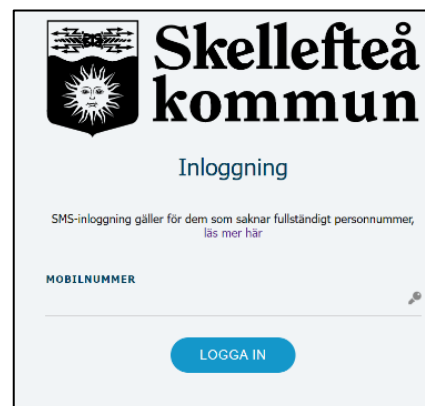 Skellefteå
kommun
Inloggning
SMS-inloggning gäller för dem som saknar fullständigt personnummer,
läs mer här
MOBILNUMMER
LOGGA IN